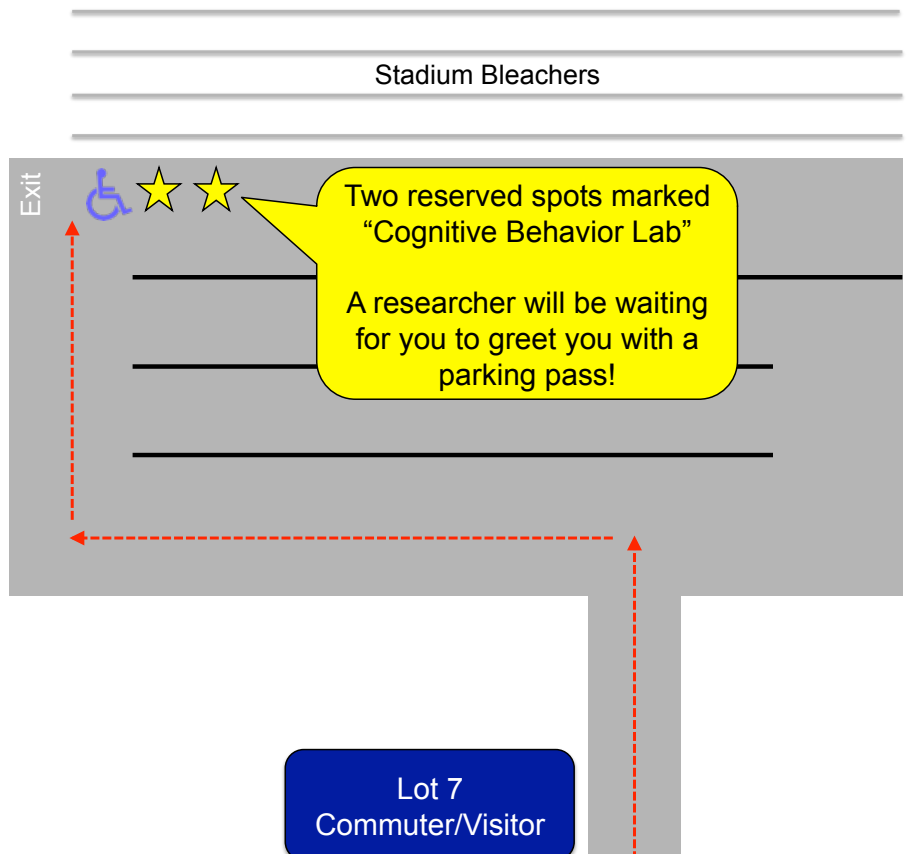 Stadium Bleachers
Exit
Two reserved spots marked
“Cognitive Behavior Lab”
A researcher will be waiting
for you to greet you with a
parking pass!
Lot 7
Commuter/Visitor